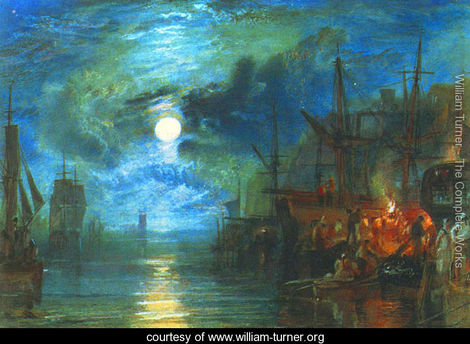 William Turner - The Complete Works -
courtesy of www.william-turner.org